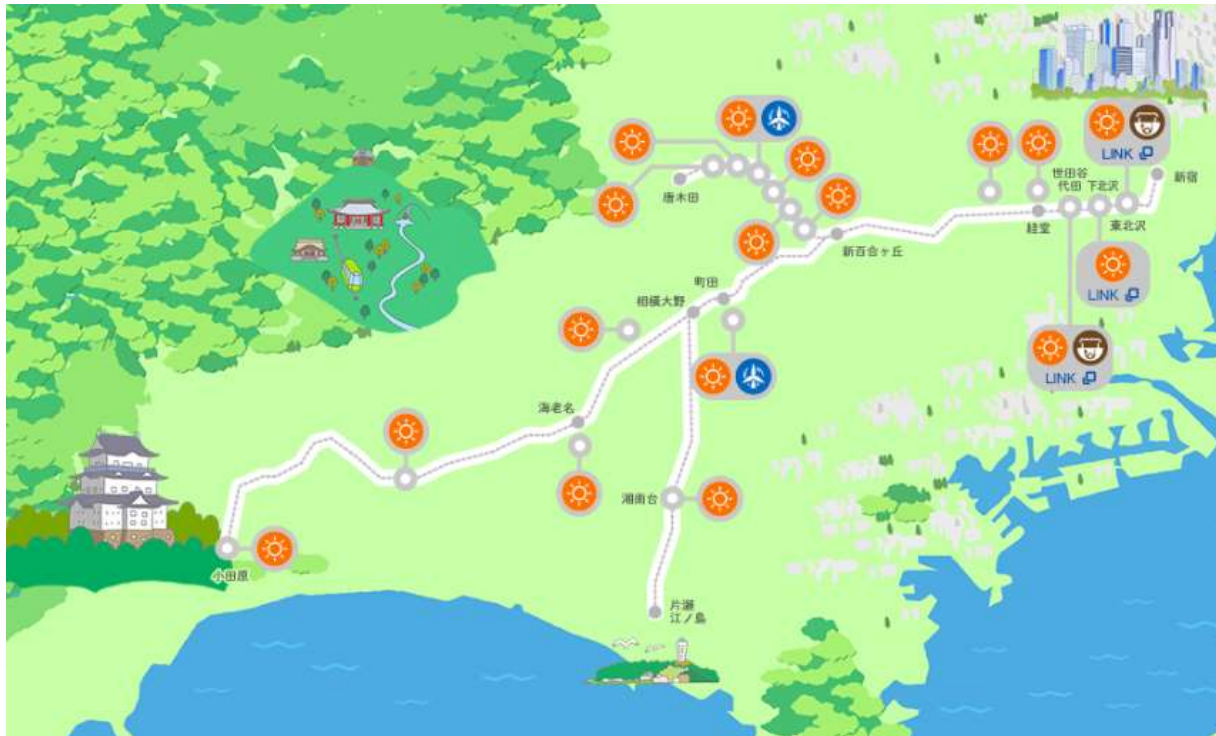 LINK
新宿
世田谷
代田
下北沢
唐木田
経堂
東北沢
新百合ヶ丘
LINK
町田
相模大野
LINK
海老名
湘南台
小田原
片瀬
江ノ島